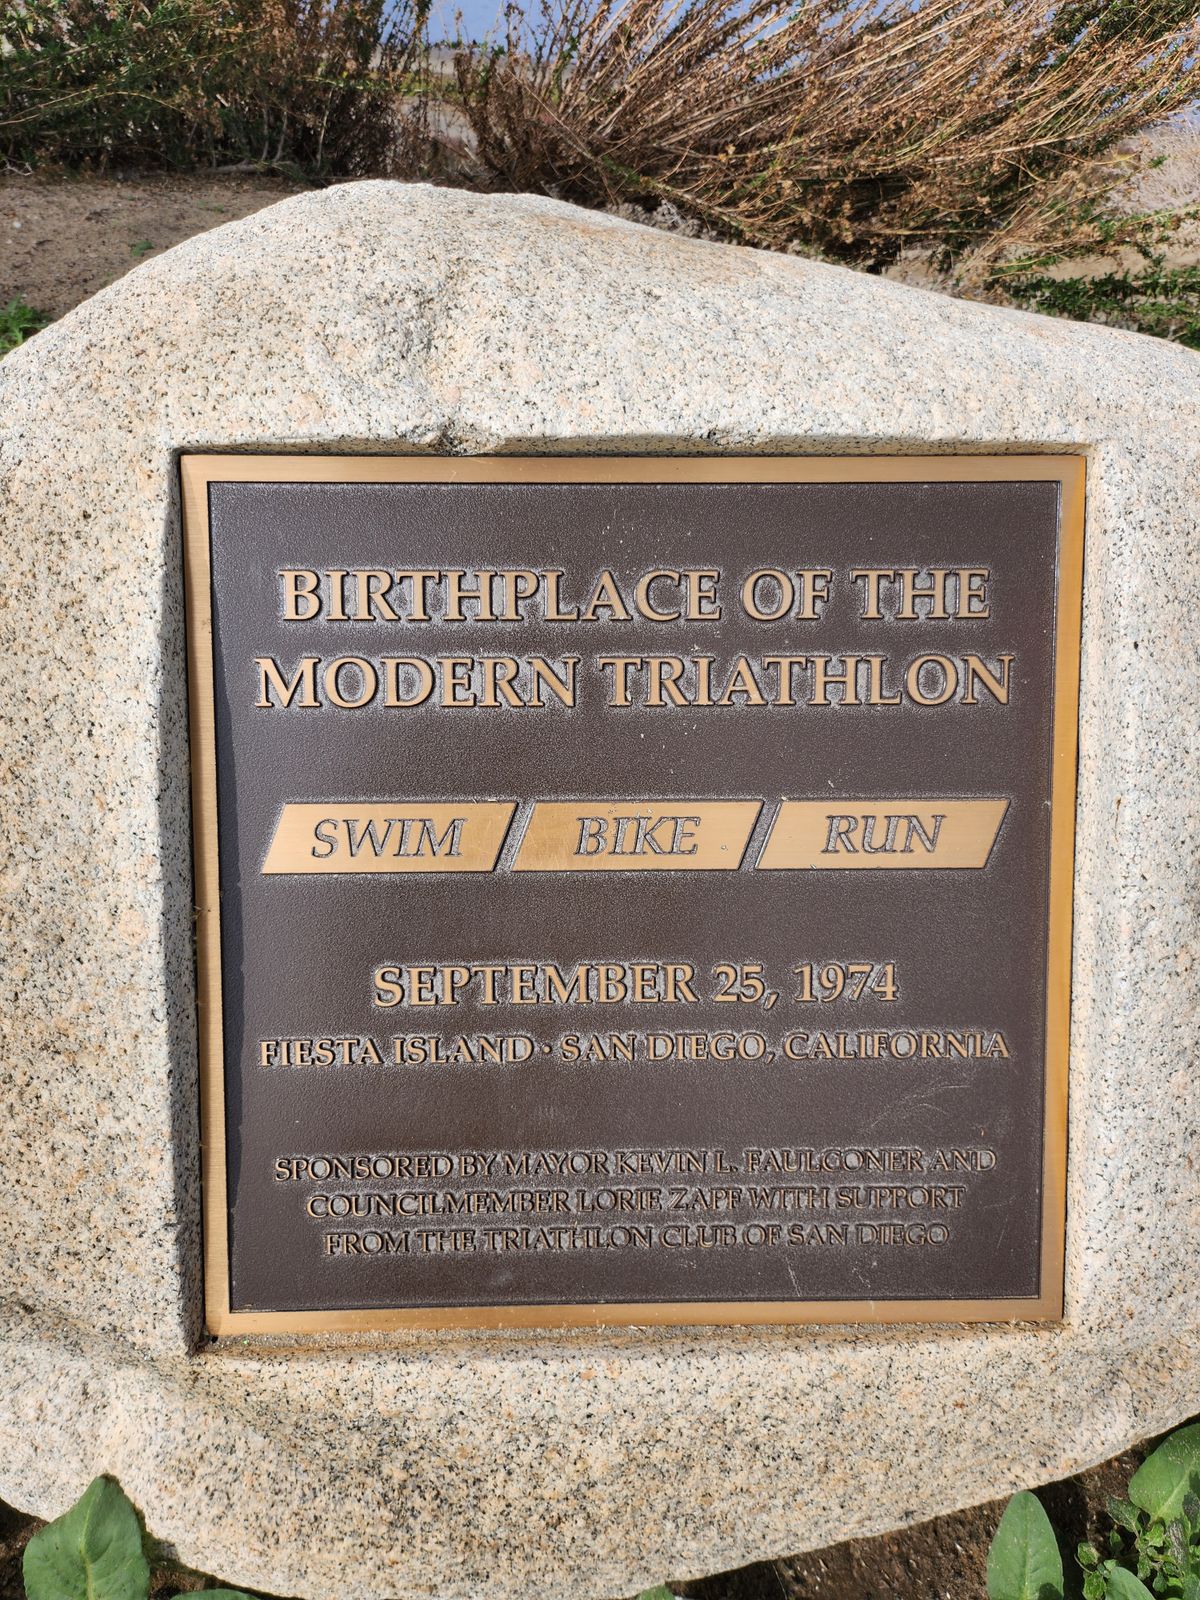 BIRTHPLACE OF THE
MODERN TRIATHLON
SWIM BIKE RUN
SEPTEMBER 25, 1974
FIESTA ISLAND · SAN DIEGO, CALIFORNIA
SPONSORED BY MAYOR KEVIN L. FAULCONER AND
COUNCILMEMBER LORIE ZAPF WITH SUPPORT
FROM THE TRIATHLON CLUB OF SAN DIEGO